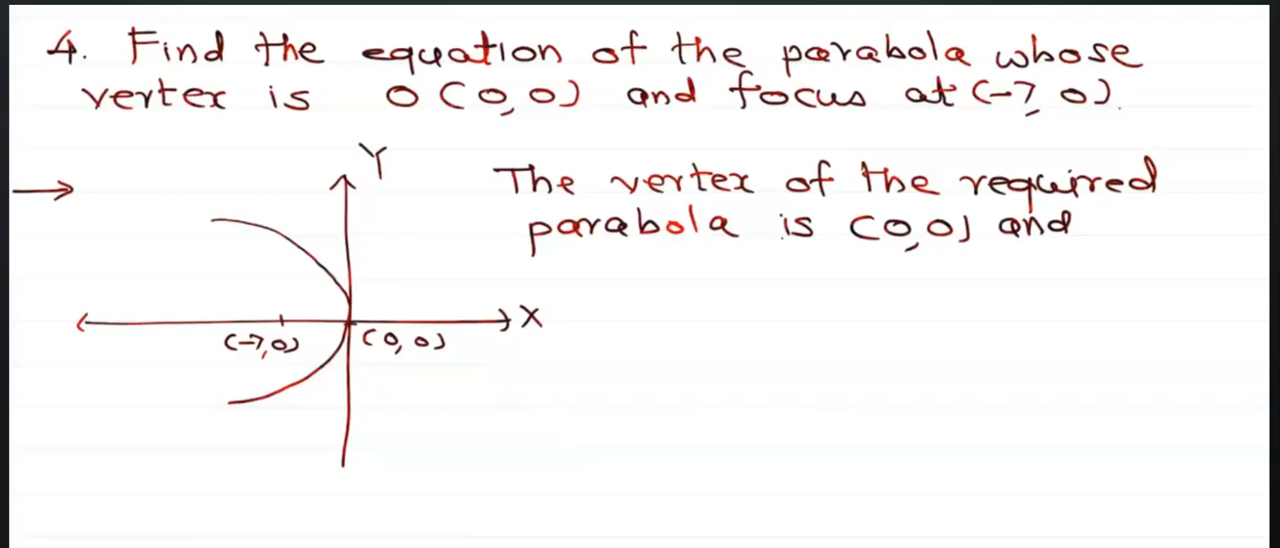 4. Find the equation of the parabola whose
vertex is O(0,0) and focus at (-7,0).
Y
The vertex of the required
parabola is (0,0) and
X
(-7,0)
(0,0)